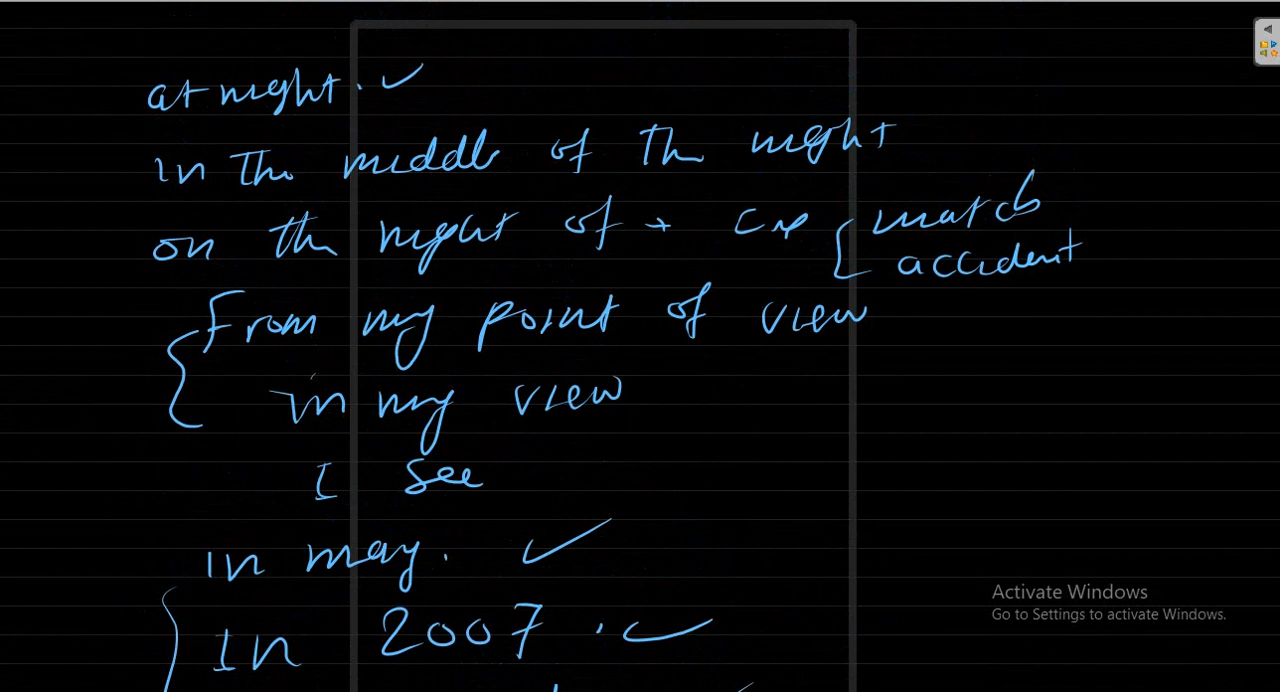 at night. ✓
in the middle of the night
on the night of + exp { match
accident
{ From my point of view
in my view
I see
in may. ✓
In 2007. ✓
Activate Windows
Go to Settings to activate Windows.